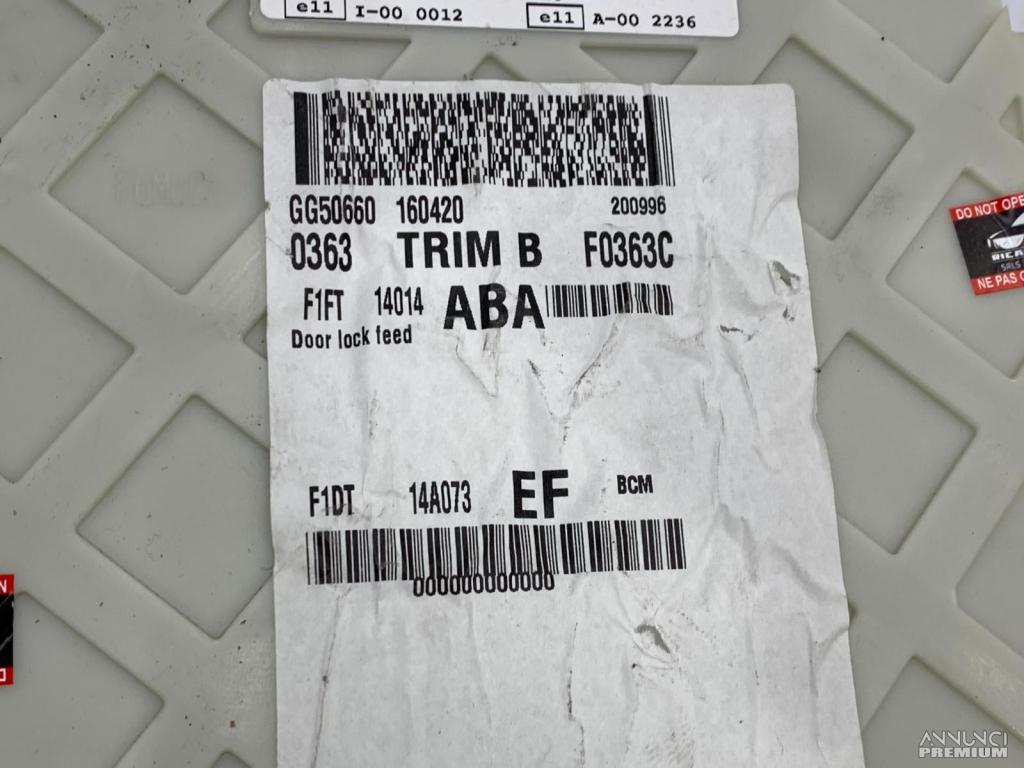 e11 I-00 0012
e11 A-00 2236
GG50660 160420 200996
0363 TRIM B F0363C
F1FT 14014 ABA
Door lock feed
F1DT 14A073 EF BCM
000000000000
DO NOT OPE
RICA
NE PAS O
N
ANNUNCI
PREMIUM